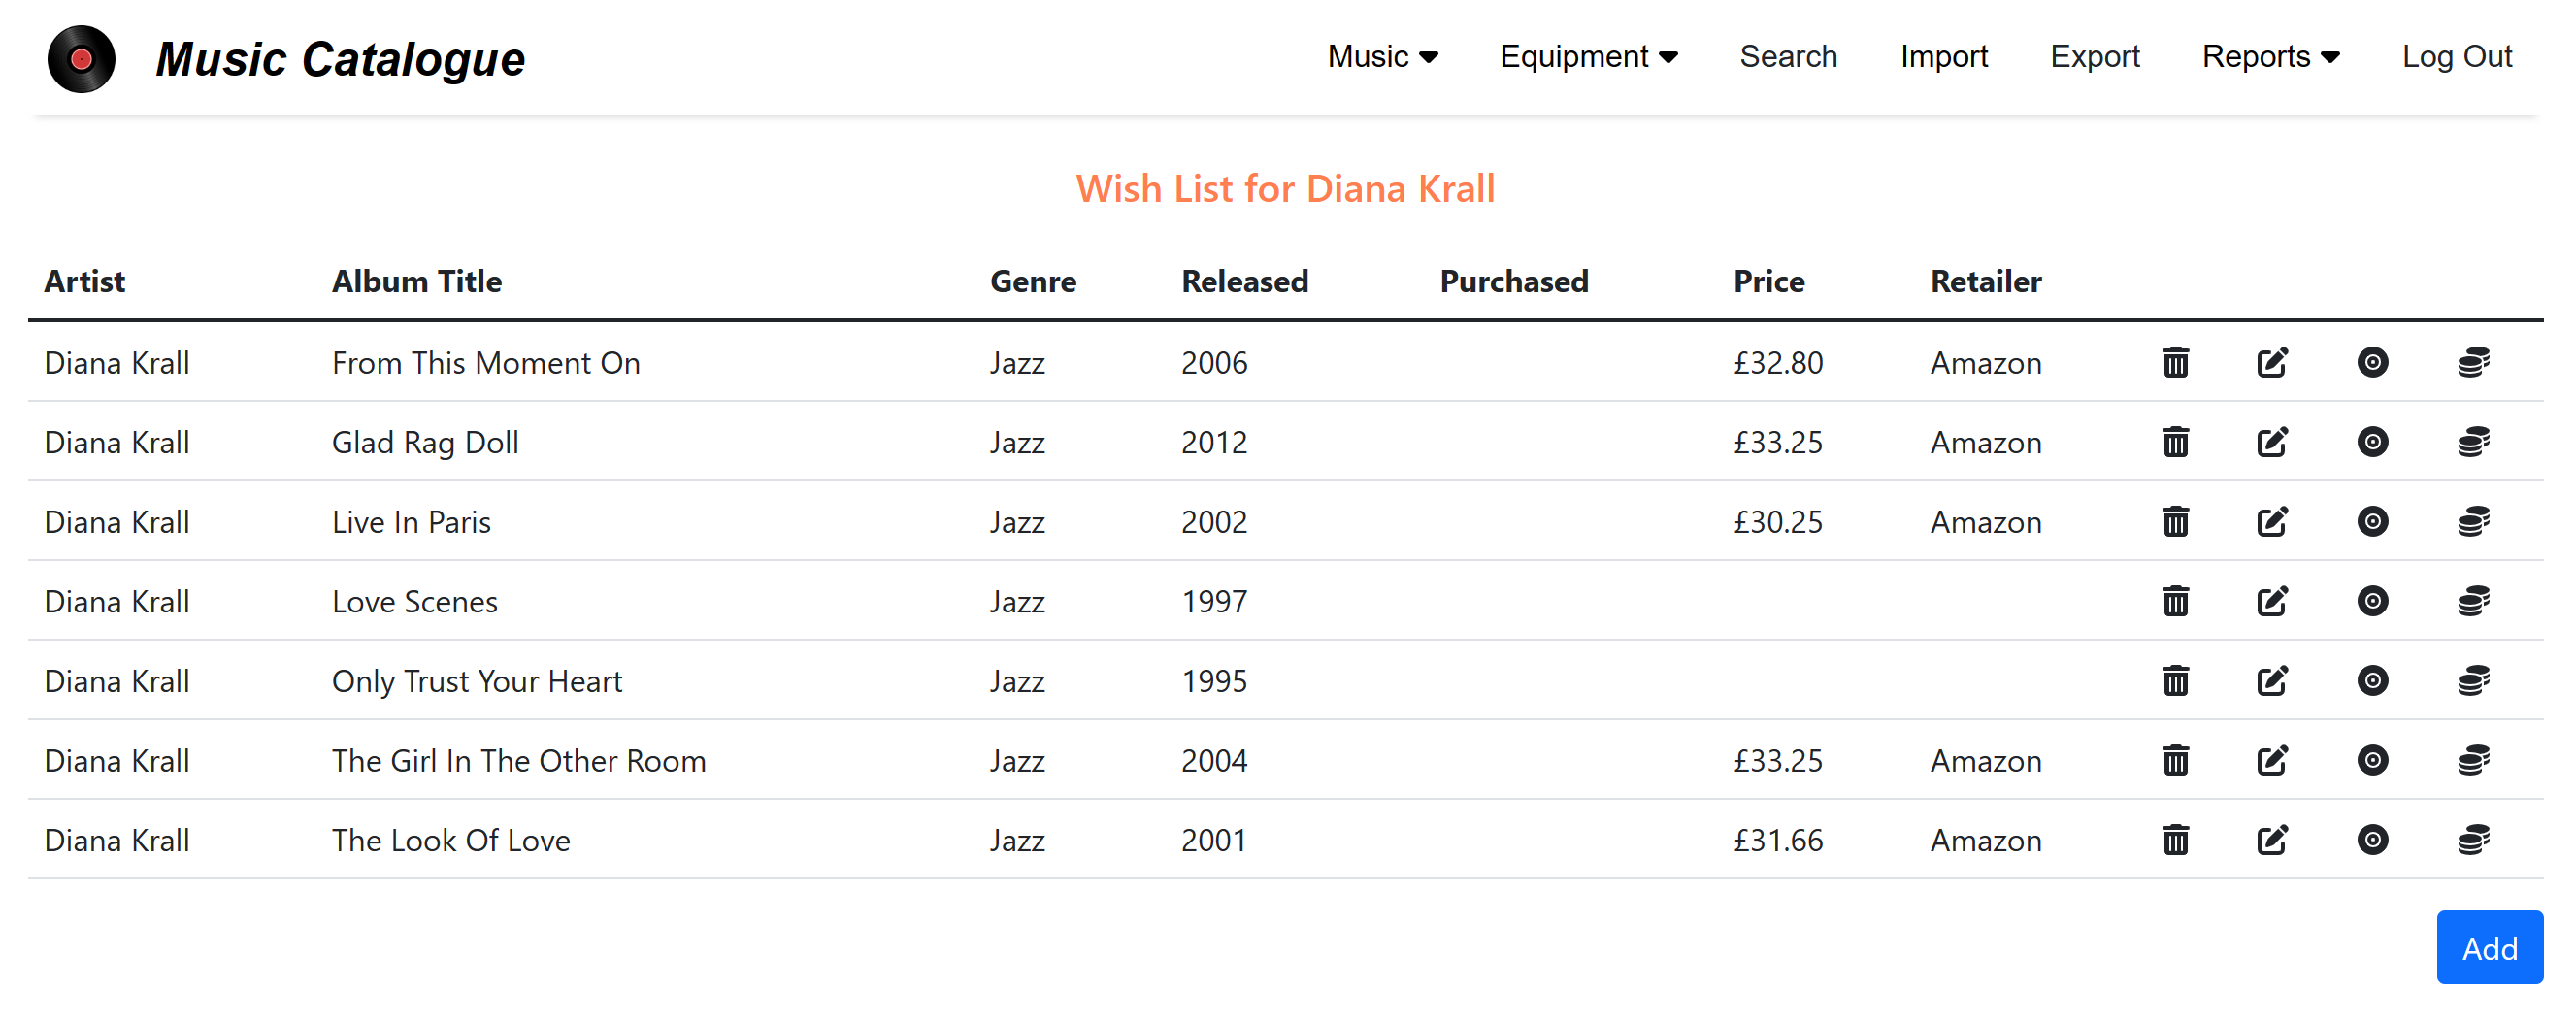 Music Catalogue Music Equipment Search Import Export Reports Log Out
Wish List for Diana Krall
Artist Album Title Genre Released Purchased Price Retailer
Diana Krall From This Moment On Jazz 2006 £32.80 Amazon
Diana Krall Glad Rag Doll Jazz 2012 £33.25 Amazon
Diana Krall Live In Paris Jazz 2002 £30.25 Amazon
Diana Krall Love Scenes Jazz 1997
Diana Krall Only Trust Your Heart Jazz 1995
Diana Krall The Girl In The Other Room Jazz 2004 £33.25 Amazon
Diana Krall The Look Of Love Jazz 2001 £31.66 Amazon
Add